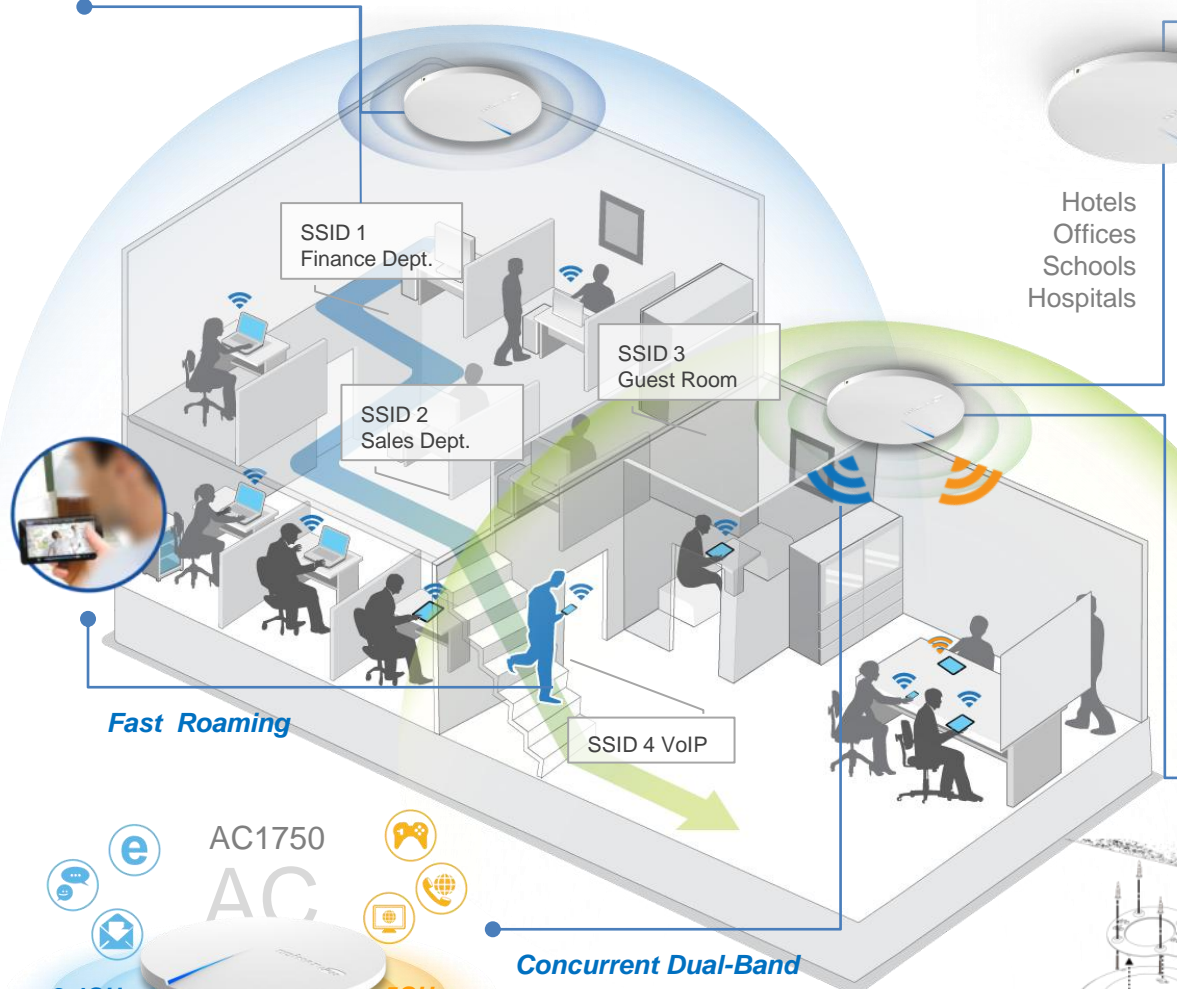 SSID 1
Finance Dept.
Hotels
Offices
Schools
Hospitals
SSID 3
Guest Room
SSID 2
Sales Dept.
Fast Roaming
SSID 4 VoIP
AC1750
AC
Concurrent Dual-Band